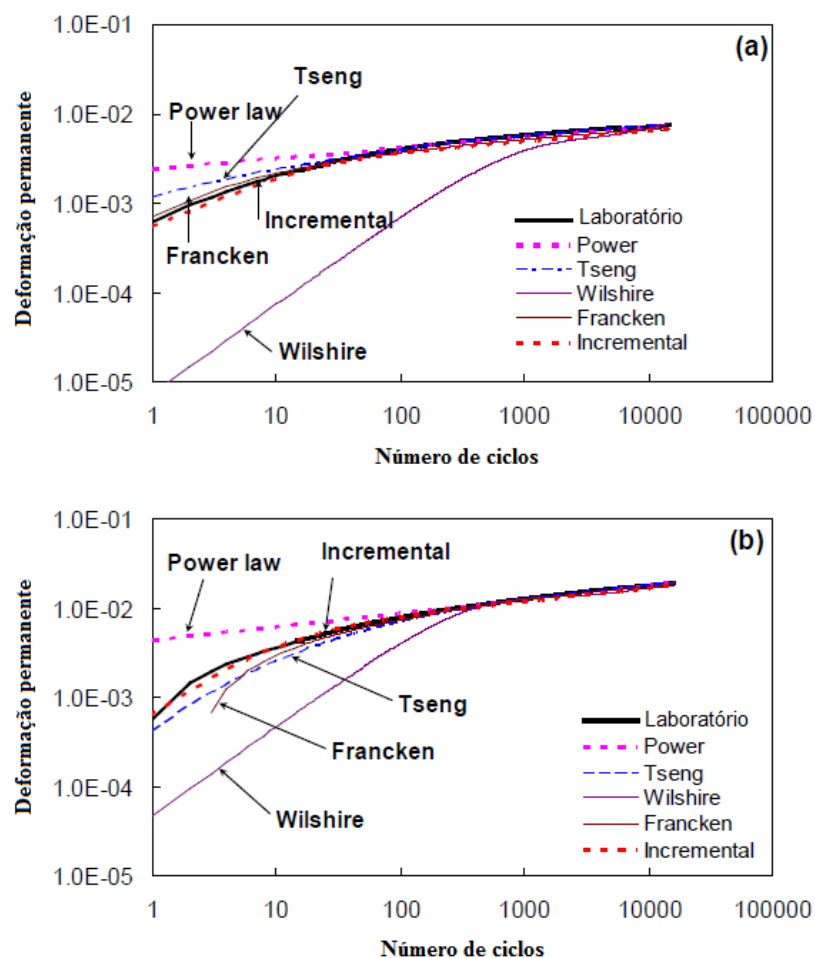 (a)
Deformação permanente
1.0E-01
1.0E-02
1.0E-03
1.0E-04
1.0E-05
Tseng
Power law
Incremental
Francken
Wilshire
Laboratório
Power
Tseng
Wilshire
Francken
Incremental
1 10 100 1000 10000 100000
Número de ciclos
(b)
Deformação permanente
1.0E-01
1.0E-02
1.0E-03
1.0E-04
1.0E-05
Incremental
Power law
Tseng
Francken
Wilshire
Laboratório
Power
Tseng
Wilshire
Francken
Incremental
1 10 100 1000 10000 100000
Número de ciclos